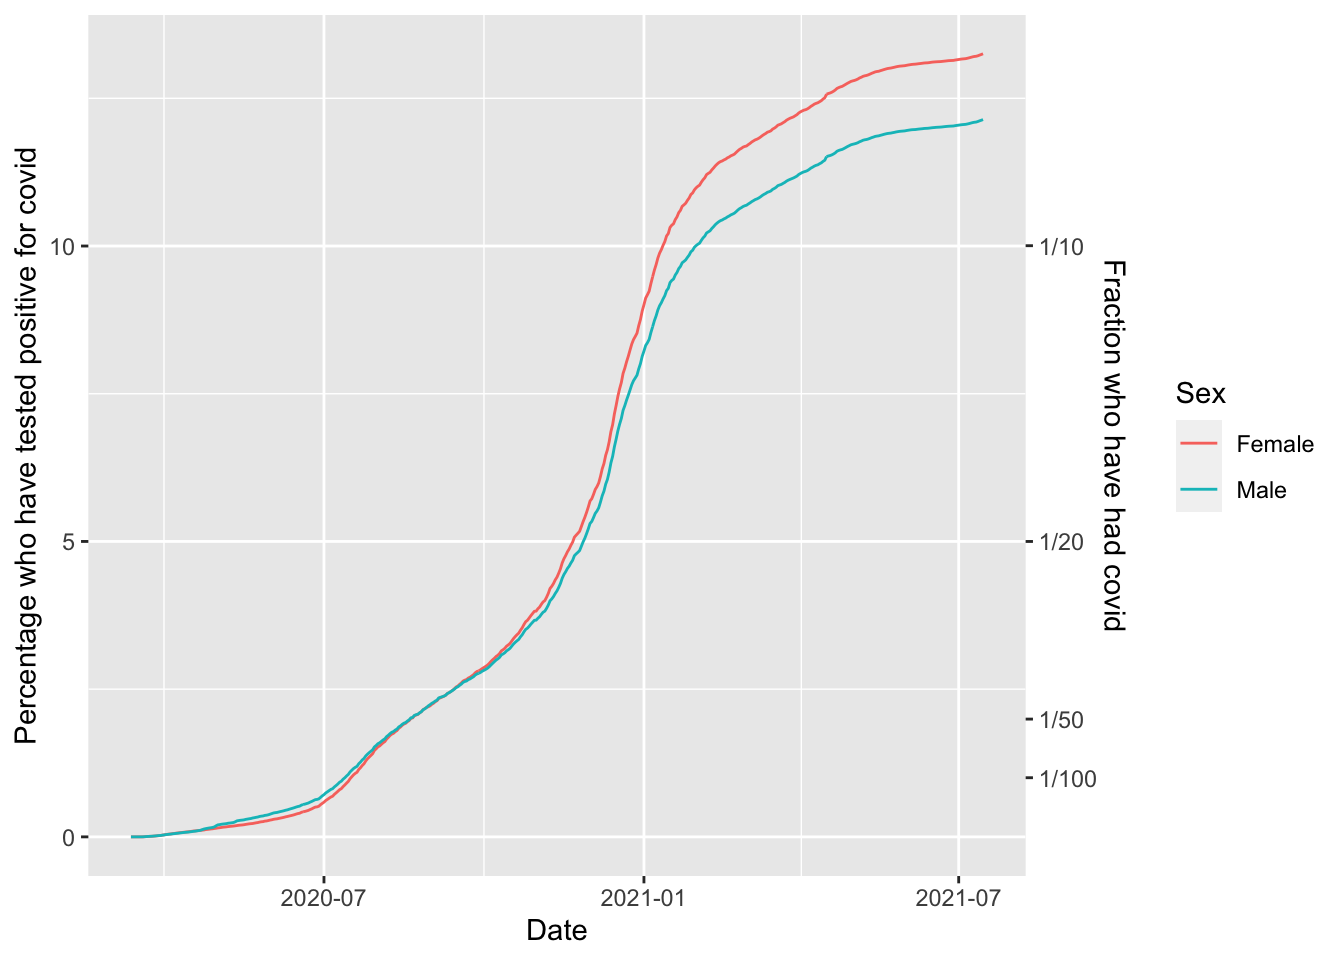 Percentage who have tested positive for covid
10
5
0
2020-07
2021-01
2021-07
Date
1/10
1/20
1/50
1/100
Fraction who have had covid
Sex
Female
Male